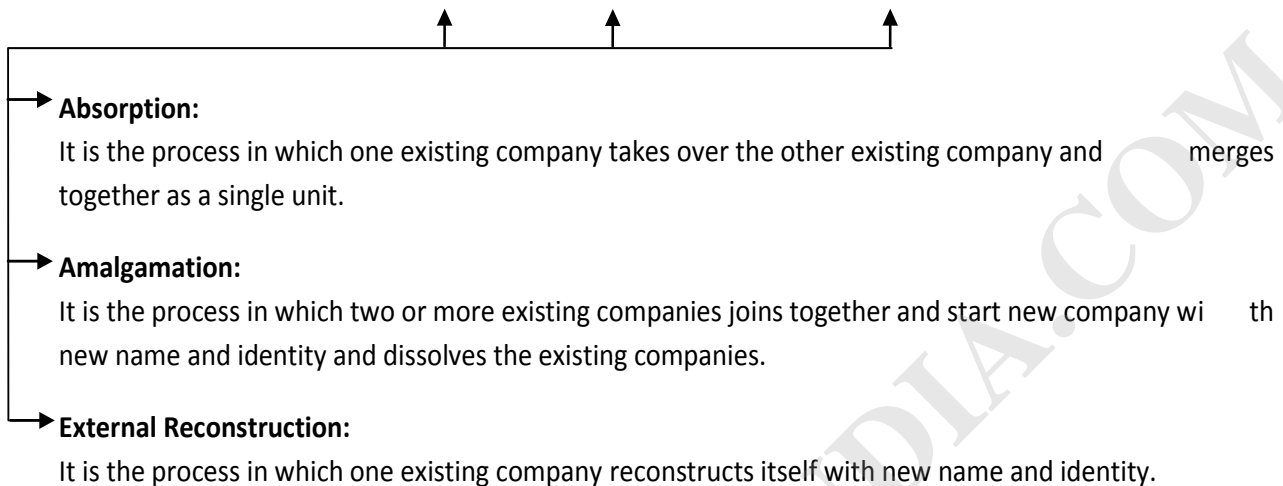 Absorption:
It is the process in which one existing company takes over the other existing company and merges
together as a single unit.
Amalgamation:
It is the process in which two or more existing companies joins together and start new company wi th
new name and identity and dissolves the existing companies.
External Reconstruction:
It is the process in which one existing company reconstructs itself with new name and identity.
DIA.COM